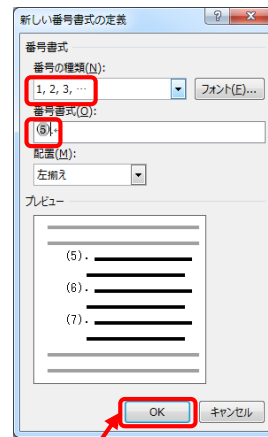 新しい番号書式の定義
番号書式
番号の種類(N):
1, 2, 3, …
フォント(F)...
番号書式(O):
(5).
配置(M):
左揃え
プレビュー
(5).
(6).
(7).
OK
キャンセル